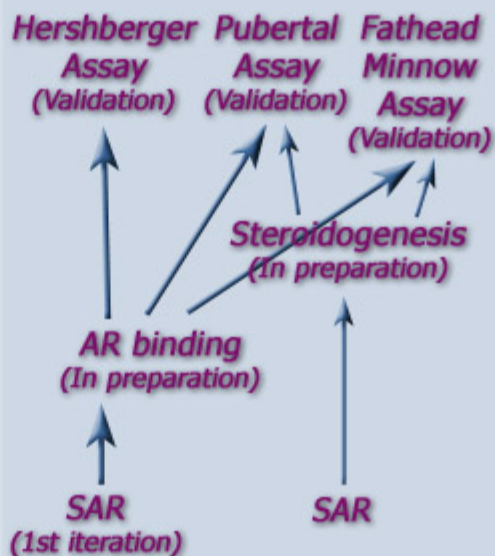 Hershberger
Assay
(Validation)
Pubertal
Assay
(Validation)
Fathead
Minnow
Assay
(Validation)
Steroidogenesis
(In preparation)
AR binding
(In preparation)
SAR
(1st iteration)
SAR